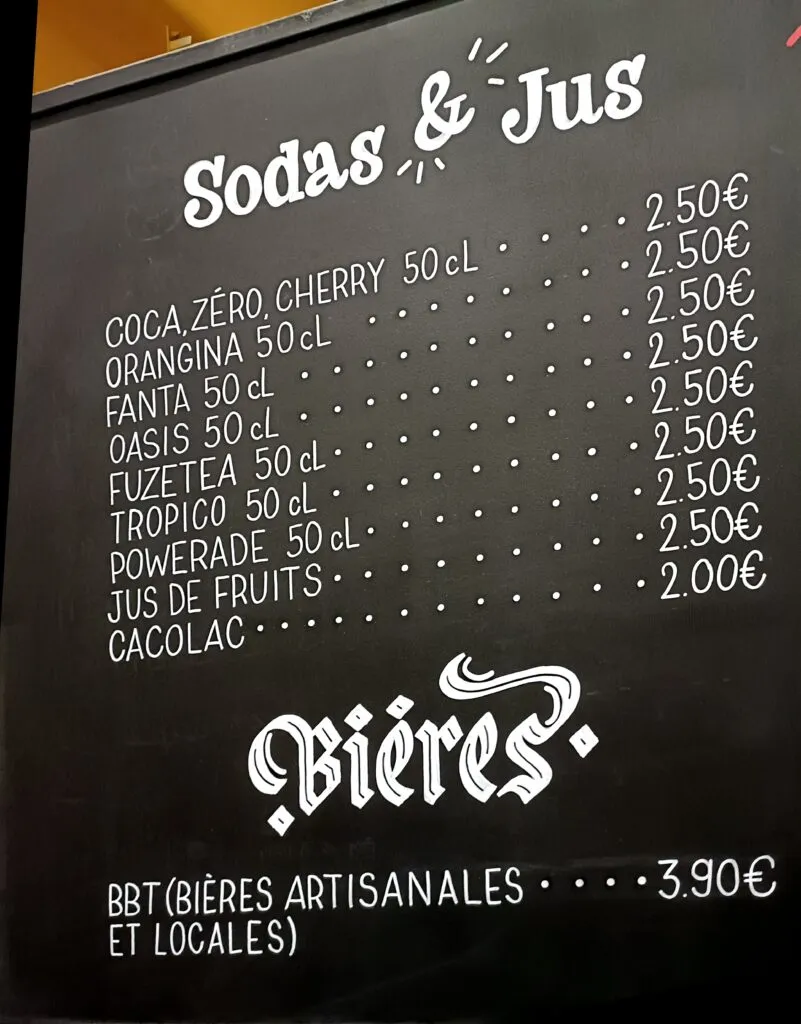 Sodas & Jus
COCA, ZÉRO, CHERRY 50cL · · · · 2.50€
ORANGINA 50cL · · · · · · · · 2.50€
FANTA 50cL · · · · · · · · · · 2.50€
OASIS 50cL · · · · · · · · · · 2.50€
FUZETEA 50cL · · · · · · · · · 2.50€
TROPICO 50cL · · · · · · · · · 2.50€
POWERADE 50cL · · · · · · · · 2.50€
JUS DE FRUITS · · · · · · · · · 2.50€
CACOLAC · · · · · · · · · · · · 2.00€
Biéres
BBT (BIÈRES ARTISANALES · · · · 3.90€
ET LOCALES)